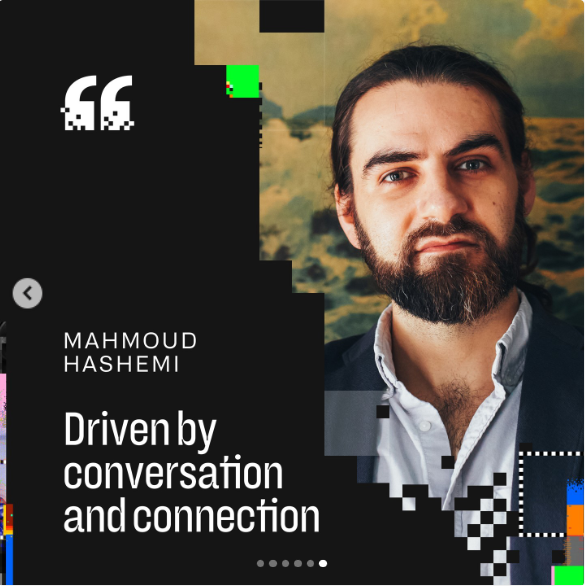 “
MAHMOUD
HASHEMI
Driven by
conversation
and connection